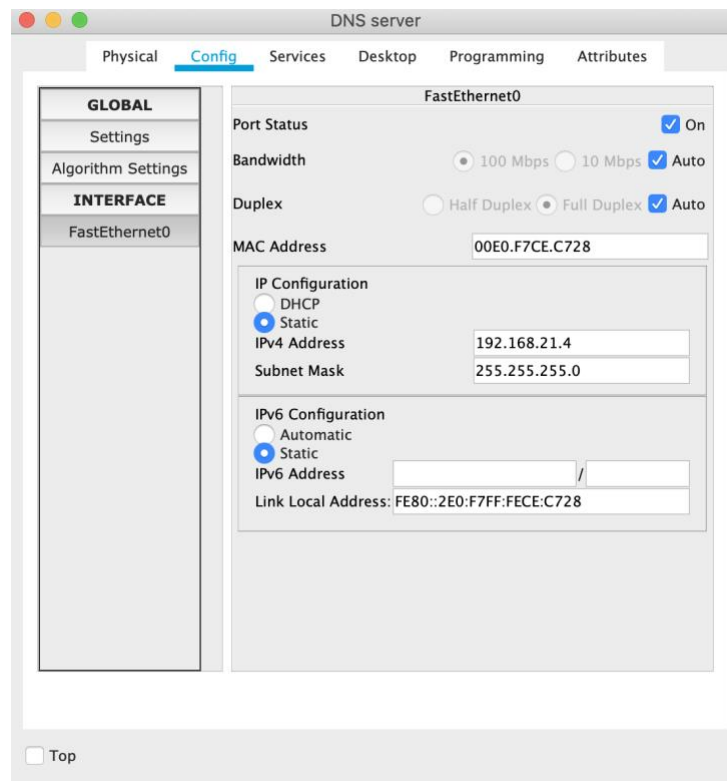 DNS server
Physical Config Services Desktop Programming Attributes
GLOBAL
Settings
Algorithm Settings
INTERFACE
FastEthernet0
FastEthernet0
Port Status On
Bandwidth 100 Mbps 10 Mbps Auto
Duplex Half Duplex Full Duplex Auto
MAC Address 00E0.F7CE.C728
IP Configuration
DHCP
Static
IPv4 Address 192.168.21.4
Subnet Mask 255.255.255.0
IPv6 Configuration
Automatic
Static
IPv6 Address /
Link Local Address: FE80::2E0:F7FF:FECE:C728
Top